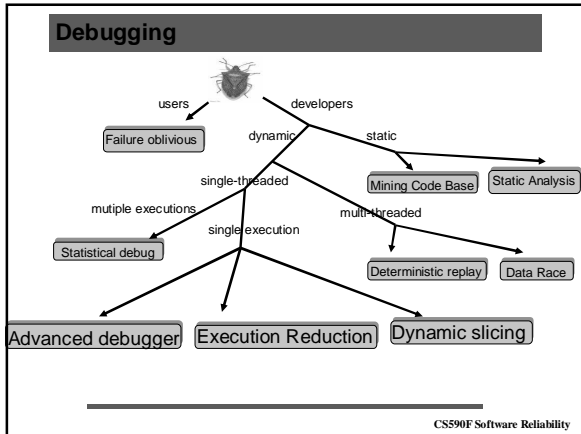 Debugging
users
developers
Failure oblivious
dynamic
static
Mining Code Base
Static Analysis
single-threaded
mutiple executions
multi-threaded
single execution
Statistical debug
Deterministic replay
Data Race
Advanced debugger
Execution Reduction
Dynamic slicing
CS590F Software Reliability